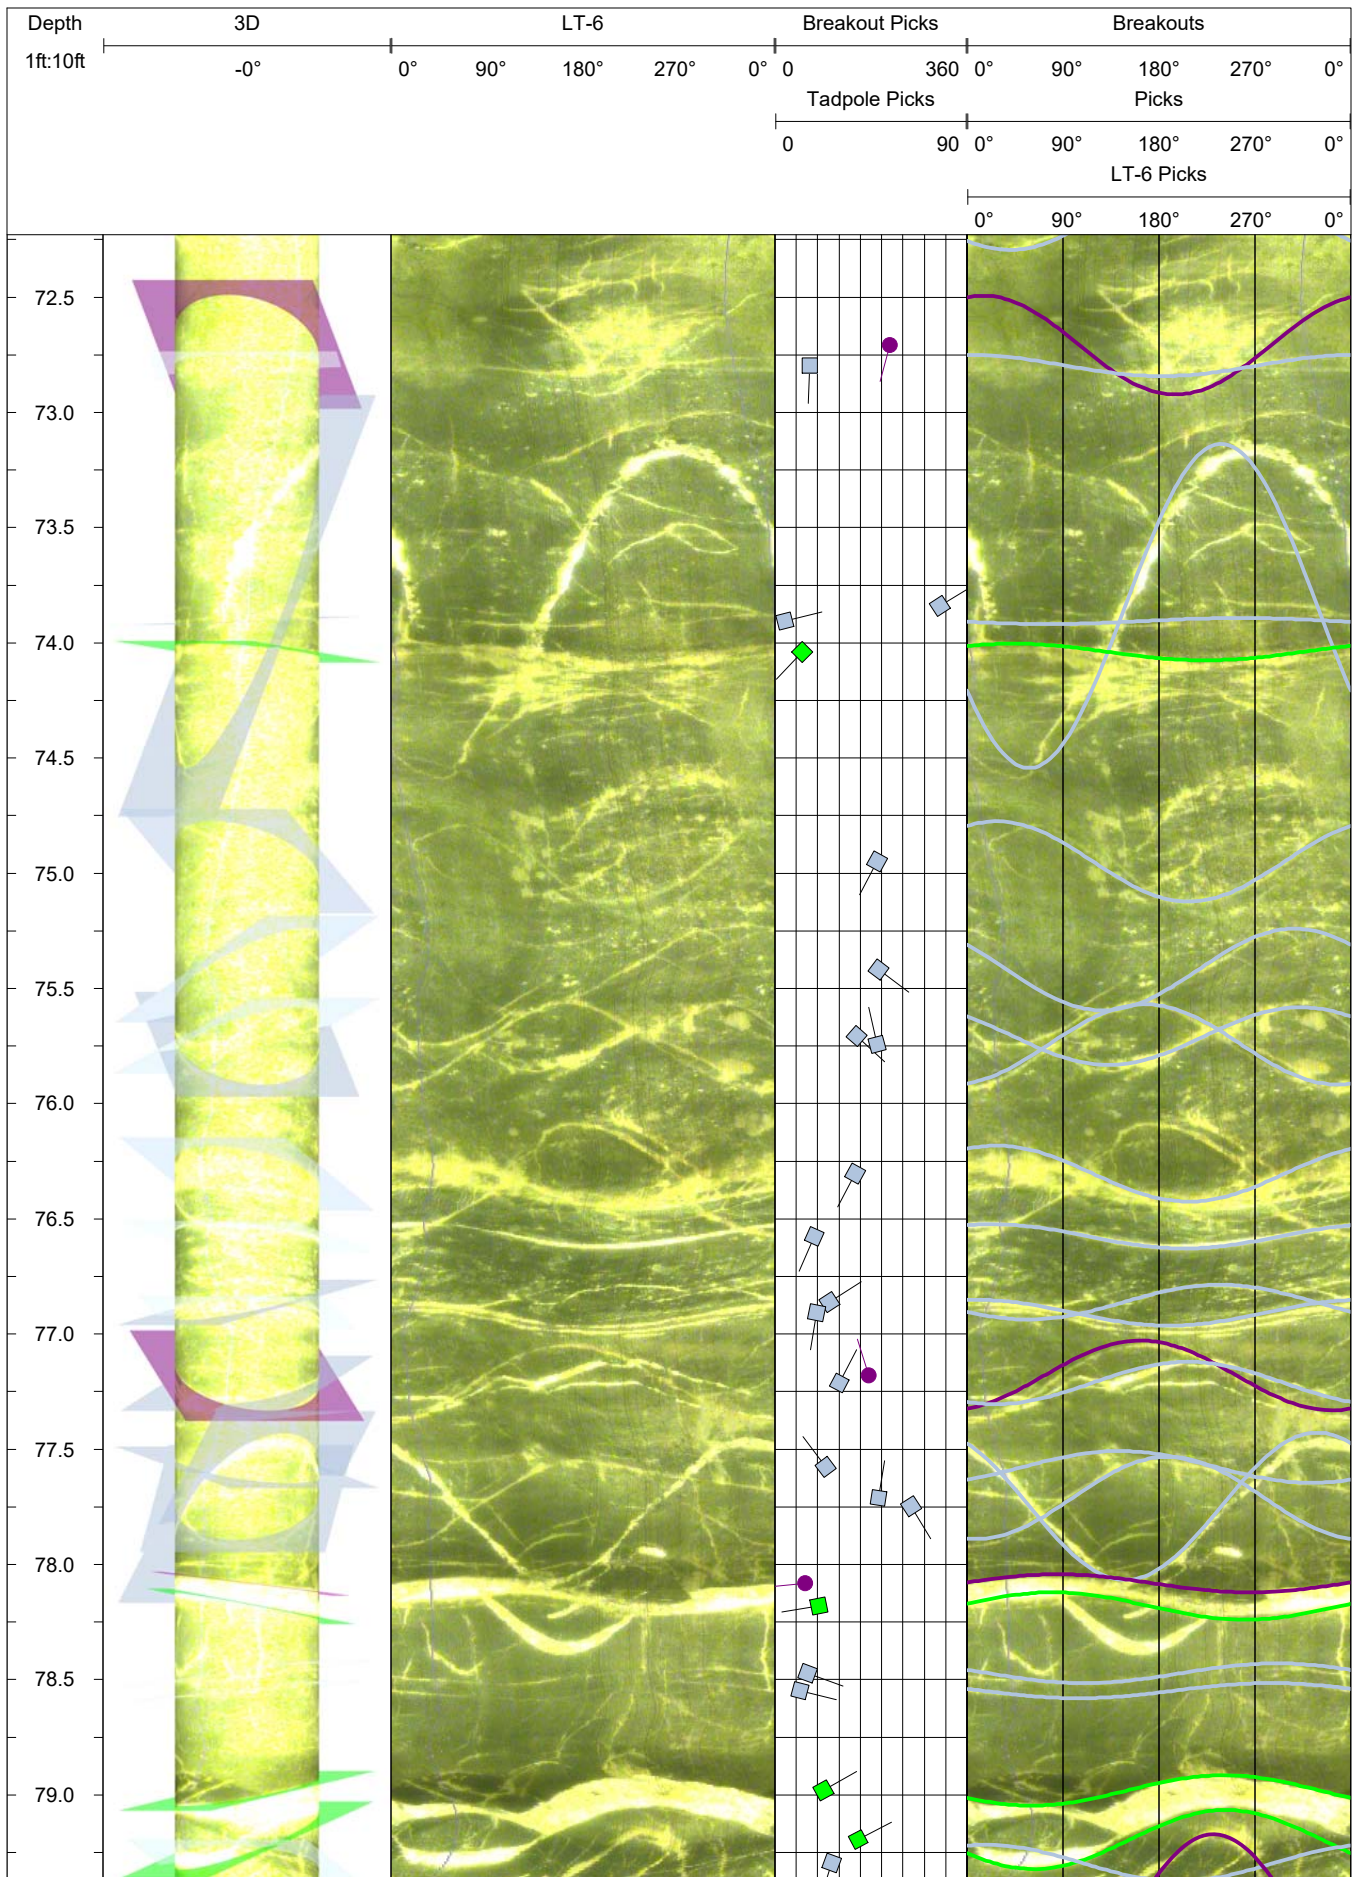 Depth 3D LT-6 Breakout Picks Breakouts
1ft:10ft -0° 0° 90° 180° 270° 0° 0 360 0° 90° 180° 270° 0°
Tadpole Picks Picks
0 90 0° 90° 180° 270° 0°
LT-6 Picks
0° 90° 180° 270° 0°
72.5
73.0
73.5
74.0
74.5
75.0
75.5
76.0
76.5
77.0
77.5
78.0
78.5
79.0